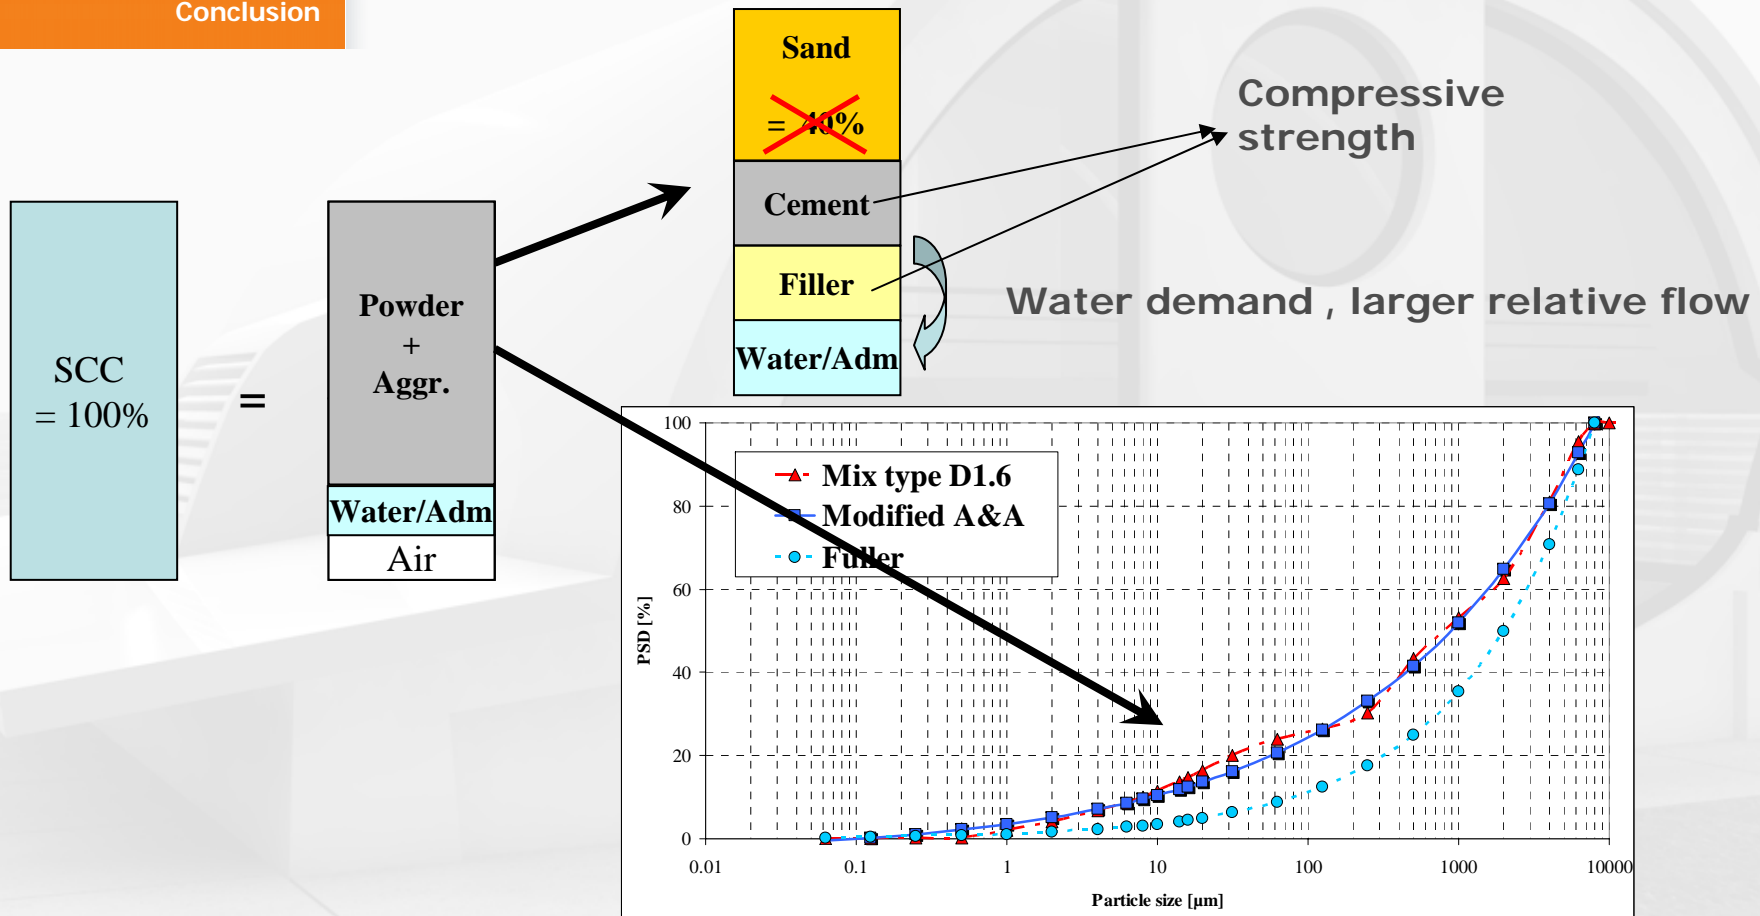 Conclusion
Sand
= 40%
Cement
Filler
Water/Adm
Compressive
strength
Water demand , larger relative flow
SCC
= 100%
=
Powder
+
Aggr.
Water/Adm
Air
Mix type D1.6
Modified A&A
Fuller
PSD [%]
100
80
60
40
20
0
0.01 0.1 1 10 100 1000 10000
Particle size [µm]